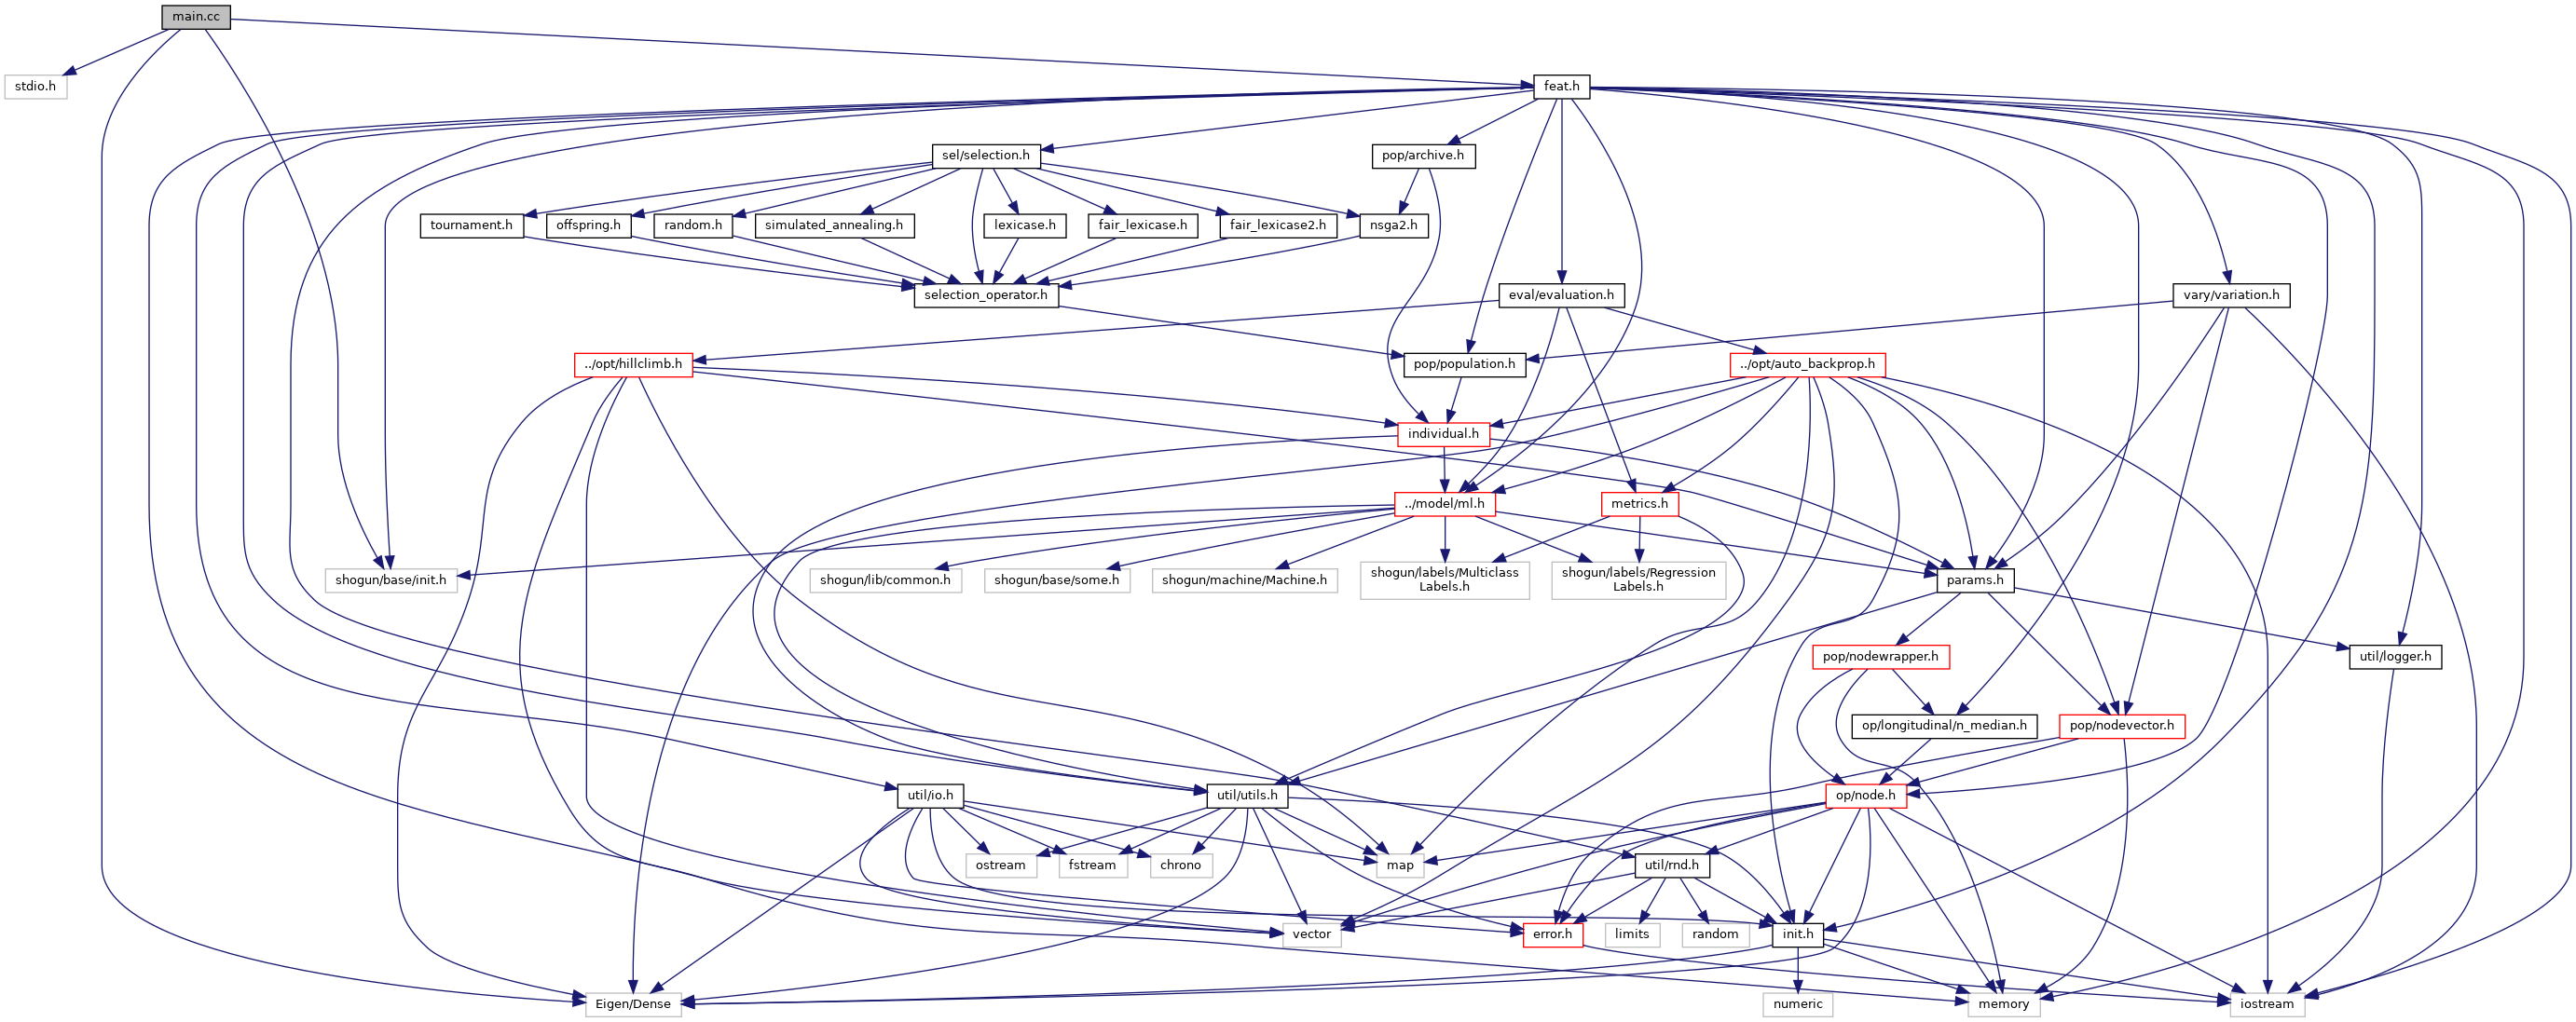 main.cc
stdio.h
feat.h
sel/selection.h
pop/archive.h
tournament.h
offspring.h
random.h
simulated_annealing.h
lexicase.h
fair_lexicase.h
fair_lexicase2.h
nsga2.h
selection_operator.h
eval/evaluation.h
vary/variation.h
../opt/hillclimb.h
pop/population.h
../opt/auto_backprop.h
individual.h
../model/ml.h
metrics.h
shogun/base/init.h
shogun/lib/common.h
shogun/base/some.h
shogun/machine/Machine.h
shogun/labels/Multiclass
Labels.h
shogun/labels/Regression
Labels.h
params.h
pop/nodewrapper.h
util/logger.h
op/longitudinal/n_median.h
pop/nodevector.h
util/io.h
util/utils.h
op/node.h
ostream
fstream
chrono
map
util/rnd.h
vector
error.h
limits
random
init.h
Eigen/Dense
numeric
memory
iostream